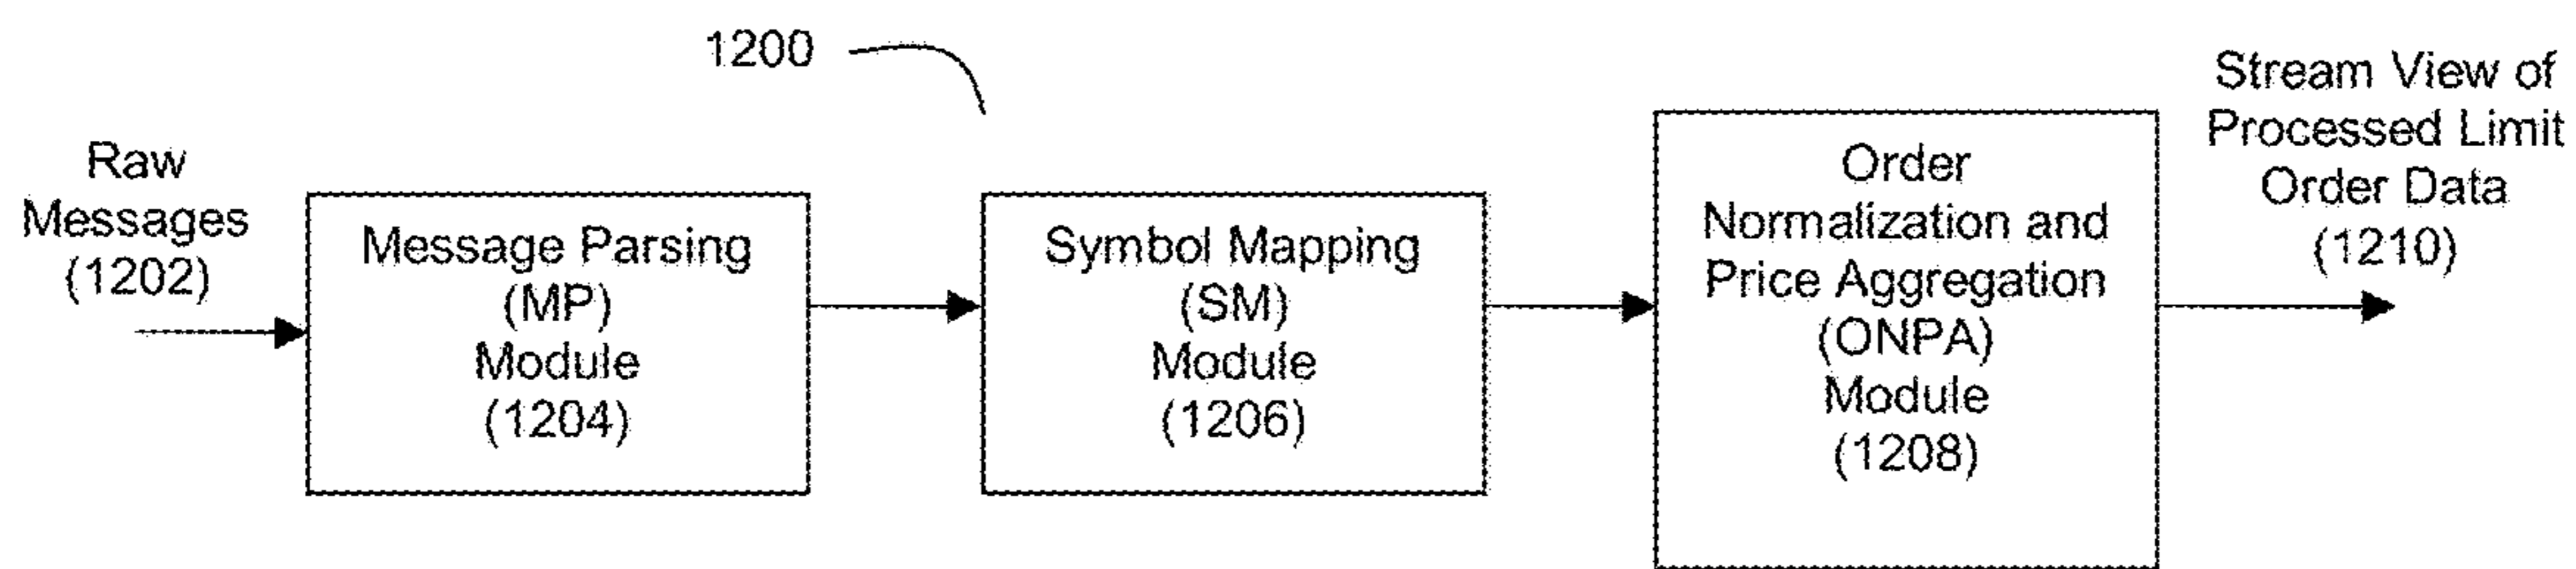 1200
Raw
Messages
(1202)
Message Parsing
(MP)
Module
(1204)
Symbol Mapping
(SM)
Module
(1206)
Order
Normalization and
Price Aggregation
(ONPA)
Module
(1208)
Stream View of
Processed Limit
Order Data
(1210)